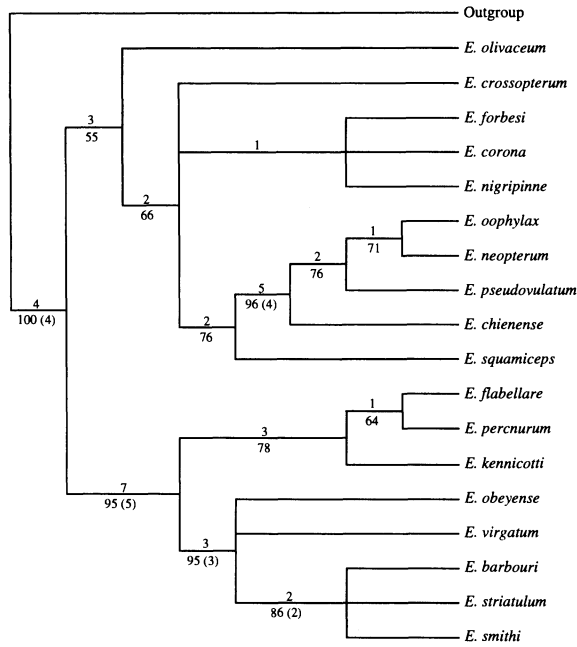 Outgroup
E. olivaceum
E. crossopterum
3
55
E. forbesi
1
E. corona
E. nigripinne
2
66
E. oophylax
1
71
E. neopterum
2
76
E. pseudovulatum
5
96 (4)
4
100 (4)
2
76
E. chienense
E. squamiceps
E. flabellare
1
64
E. percnurum
3
78
E. kennicotti
7
95 (5)
E. obeyense
E. virgatum
3
95 (3)
E. barbouri
2
86 (2)
E. striatulum
E. smithi